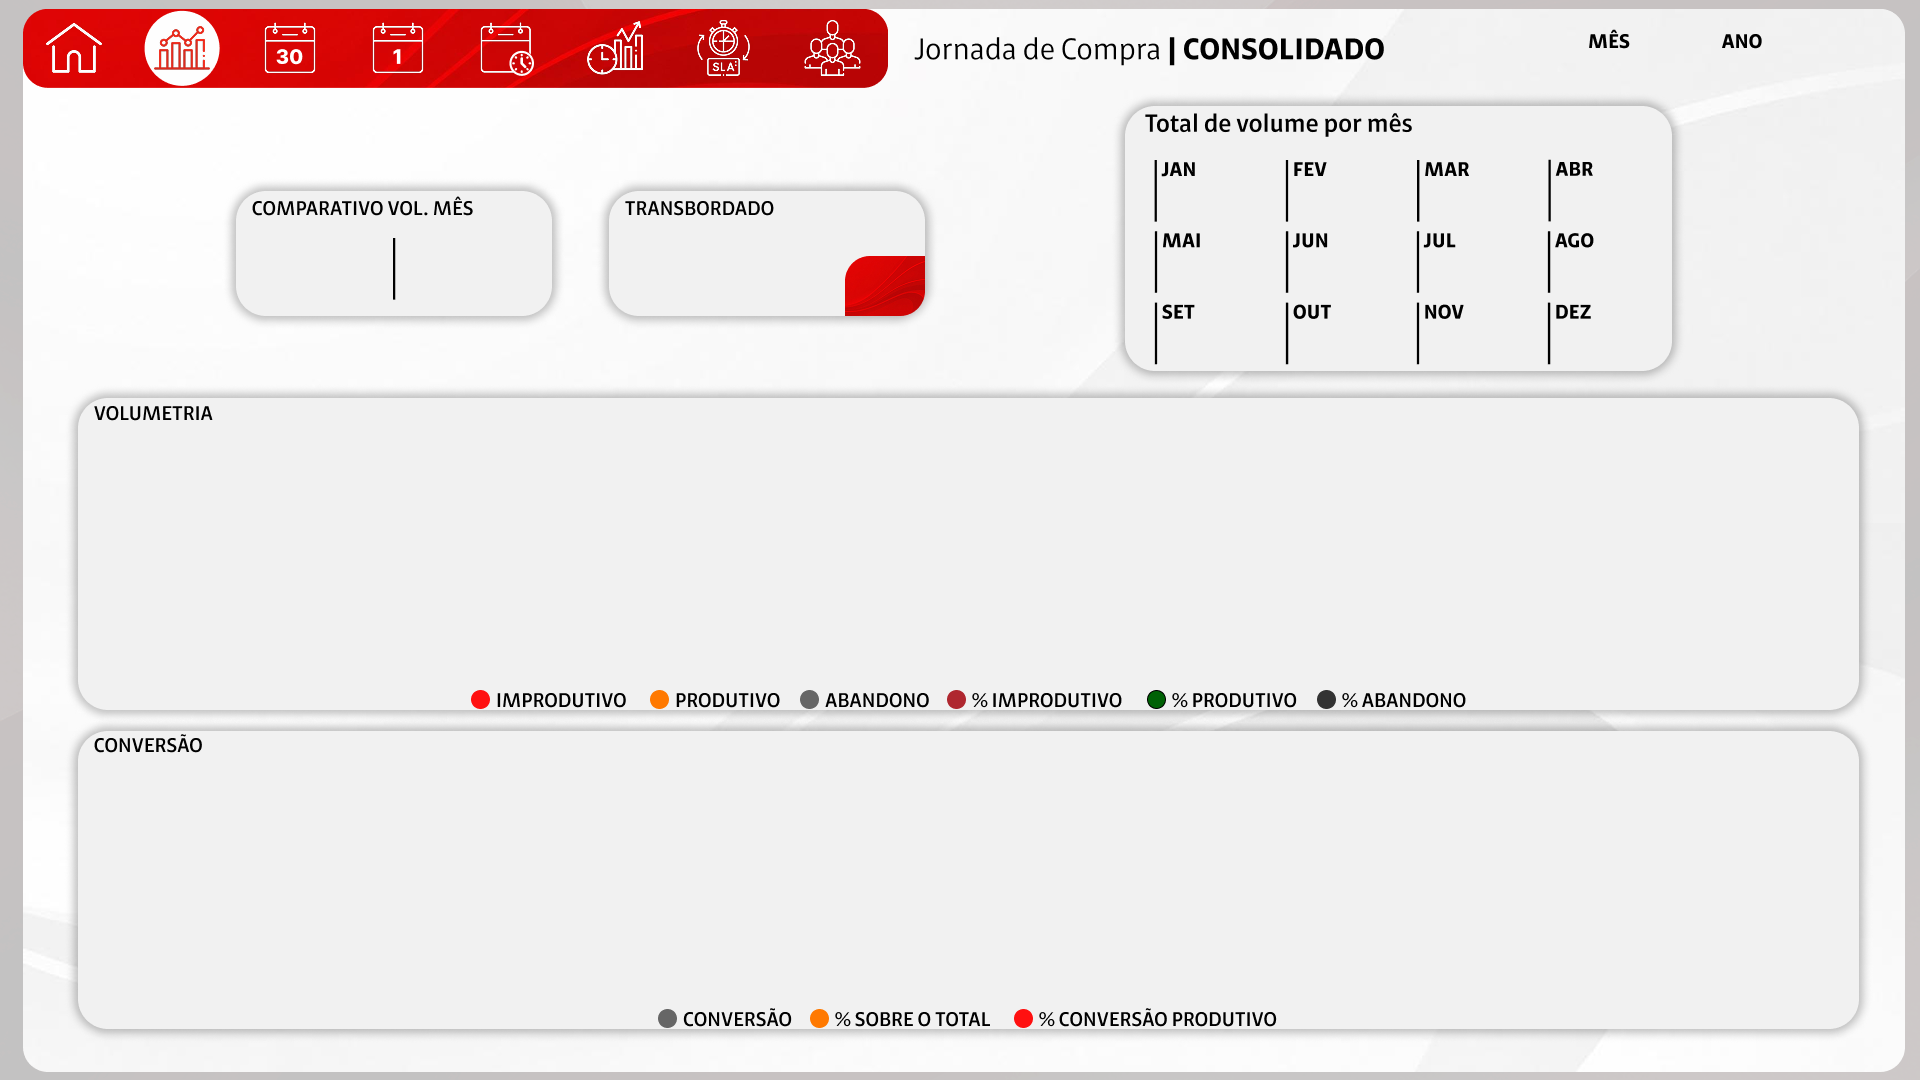 30
1
SLA
Jornada de Compra | CONSOLIDADO
MÊS
ANO
COMPARATIVO VOL. MÊS
TRANSBORDADO
Total de volume por mês
JAN FEV MAR ABR
MAI JUN JUL AGO
SET OUT NOV DEZ
VOLUMETRIA
IMPRODUTIVO PRODUTIVO ABANDONO % IMPRODUTIVO % PRODUTIVO % ABANDONO
CONVERSÃO
CONVERSÃO % SOBRE O TOTAL % CONVERSÃO PRODUTIVO